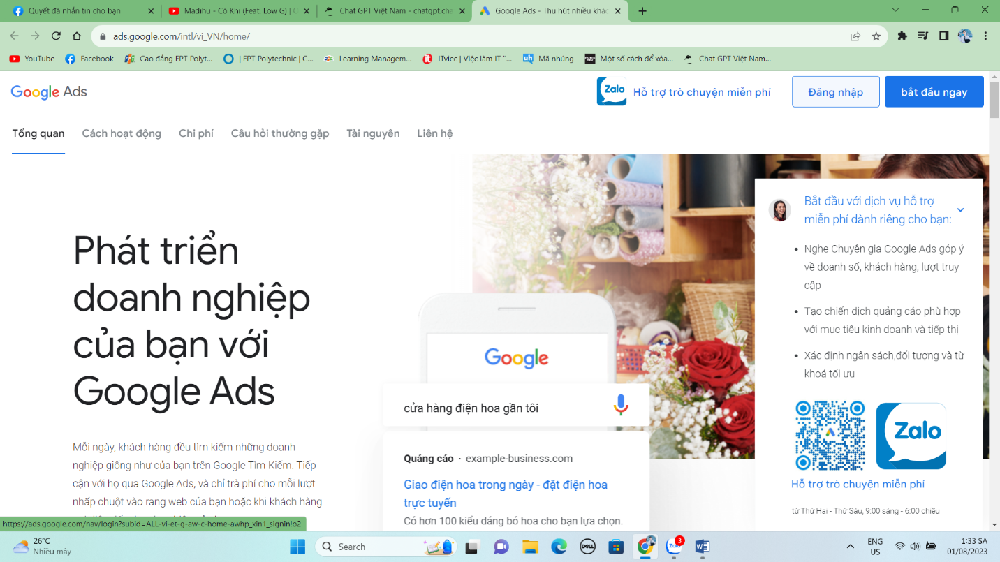 Quyết đã nhắn tin cho bạn
Madihu - Có Khi (Feat. Low G) |
Chat GPT Việt Nam - chatgpt.cha
Google Ads - Thu hút nhiều khác
ads.google.com/intl/vi_VN/home/
YouTube
Facebook
Cao đẳng FPT Polyt...
| FPT Polytechnic | C...
Learning Managem...
ITviec | Việc làm IT "...
Mã nhúng
Một số cách để xóa...
Chat GPT Việt Nam...
Google Ads
Zalo
Hỗ trợ trò chuyện miễn phí
Đăng nhập
bắt đầu ngay
Tổng quan
Cách hoạt động
Chi phí
Câu hỏi thường gặp
Tài nguyên
Liên hệ
Phát triển
doanh nghiệp
của bạn với
Google Ads
Mỗi ngày, khách hàng đều tìm kiếm những doanh
nghiệp giống như của bạn trên Google Tìm Kiếm. Tiếp
cận với họ qua Google Ads, và chỉ trả phí cho mỗi lượt
nhấp chuột vào rang web của bạn hoặc khi khách hàng
Google
cửa hàng điện hoa gần tôi
Quảng cáo · example-business.com
Giao điện hoa trong ngày - đặt điện hoa
trực tuyến
Có hơn 100 kiểu dáng bó hoa cho bạn lựa chọn.
Bắt đầu với dịch vụ hỗ trợ
miễn phí dành riêng cho bạn:
Nghe Chuyên gia Google Ads góp ý
về doanh số, khách hàng, lượt truy
cập
Tạo chiến dịch quảng cáo phù hợp
với mục tiêu kinh doanh và tiếp thị
Xác định ngân sách,đối tượng và từ
khoá tối ưu
Zalo
Hỗ trợ trò chuyện miễn phí
từ Thứ Hai - Thứ Sáu, 9:00 sáng - 6:00 chiều
https://ads.google.com/nav/login?subid=ALL-vi-et-g-aw-c-home-awhp_xin1_signin!o2
26°C
Nhiều mây
Search
DELL
Zalo
3
ENG
US
1:33 SA
01/08/2023